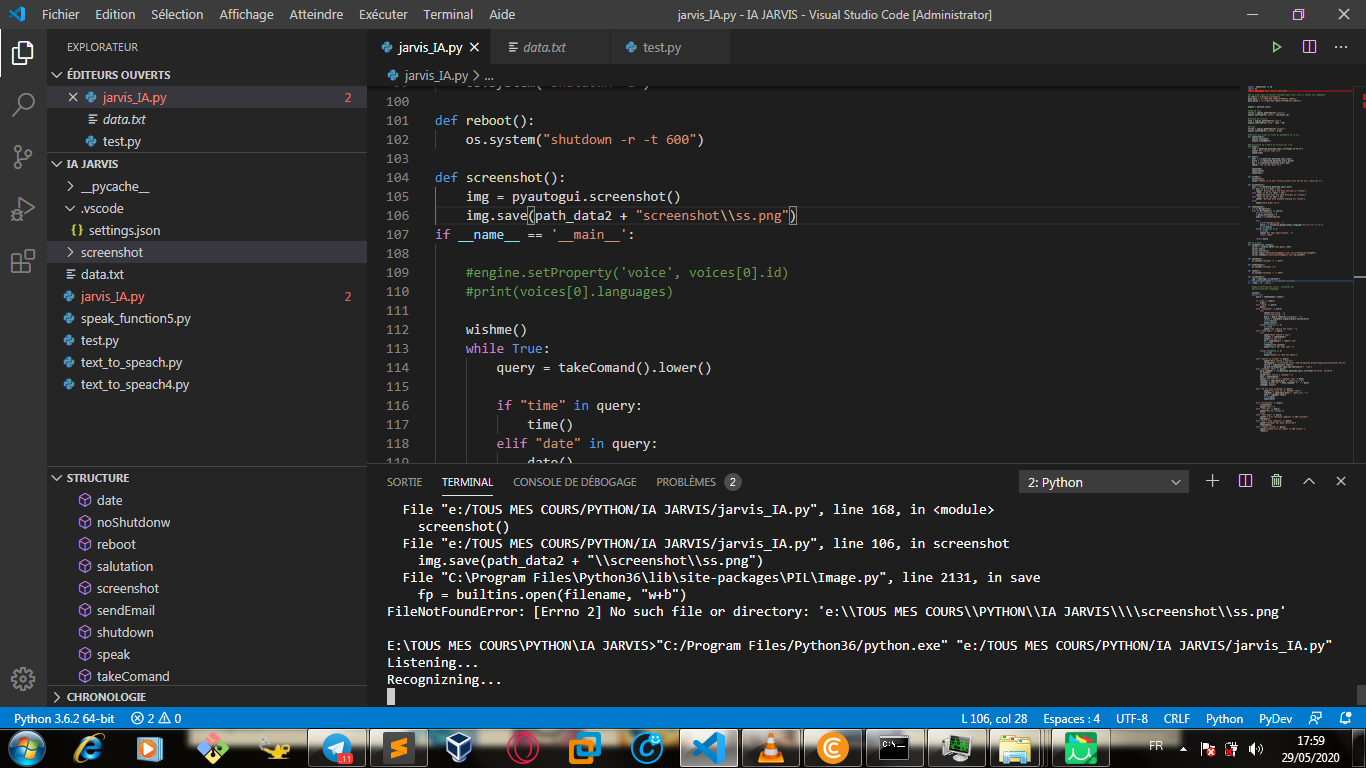 Fichier Edition Sélection Affichage Atteindre Exécuter Terminal Aide
jarvis_IA.py - IA JARVIS - Visual Studio Code [Administrator]
EXPLORATEUR
ÉDITEURS OUVERTS
jarvis_IA.py 2
data.txt
test.py
IA JARVIS
__pycache__
.vscode
{} settings.json
screenshot
data.txt
jarvis_IA.py 2
speak_function5.py
test.py
text_to_speach.py
text_to_speach4.py
STRUCTURE
date
noShutdonw
reboot
salutation
screenshot
sendEmail
shutdown
speak
takeComand
CHRONOLOGIE
jarvis_IA.py data.txt test.py
jarvis_IA.py > ...
100
101 def reboot():
102 os.system("shutdown -r -t 600")
103
104 def screenshot():
105 img = pyautogui.screenshot()
106 img.save(path_data2 + "screenshot\\ss.png")
107 if __name__ == '__main__':
108
109 #engine.setProperty('voice', voices[0].id)
110 #print(voices[0].languages)
111
112 wishme()
113 while True:
114 query = takeComand().lower()
115
116 if "time" in query:
117 time()
118 elif "date" in query:
119 date()
SORTIE TERMINAL CONSOLE DE DÉBOGAGE PROBLÈMES 2
2: Python
File "e:/TOUS MES COURS/PYTHON/IA JARVIS/jarvis_IA.py", line 168, in <module>
screenshot()
File "e:/TOUS MES COURS/PYTHON/IA JARVIS/jarvis_IA.py", line 106, in screenshot
img.save(path_data2 + "\\screenshot\\ss.png")
File "C:\Program Files\Python36\lib\site-packages\PIL\Image.py", line 2131, in save
fp = builtins.open(filename, "w+b")
FileNotFoundError: [Errno 2] No such file or directory: 'e:\\TOUS MES COURS\\PYTHON\\IA JARVIS\\\\screenshot\\ss.png'
E:\TOUS MES COURS\PYTHON\IA JARVIS>"C:/Program Files/Python36/python.exe" "e:/TOUS MES COURS/PYTHON/IA JARVIS/jarvis_IA.py"
Listening...
Recognizning...
Python 3.6.2 64-bit 2 0
L 106, col 28 Espaces : 4 UTF-8 CRLF Python PyDev
11
FR
17:59
29/05/2020